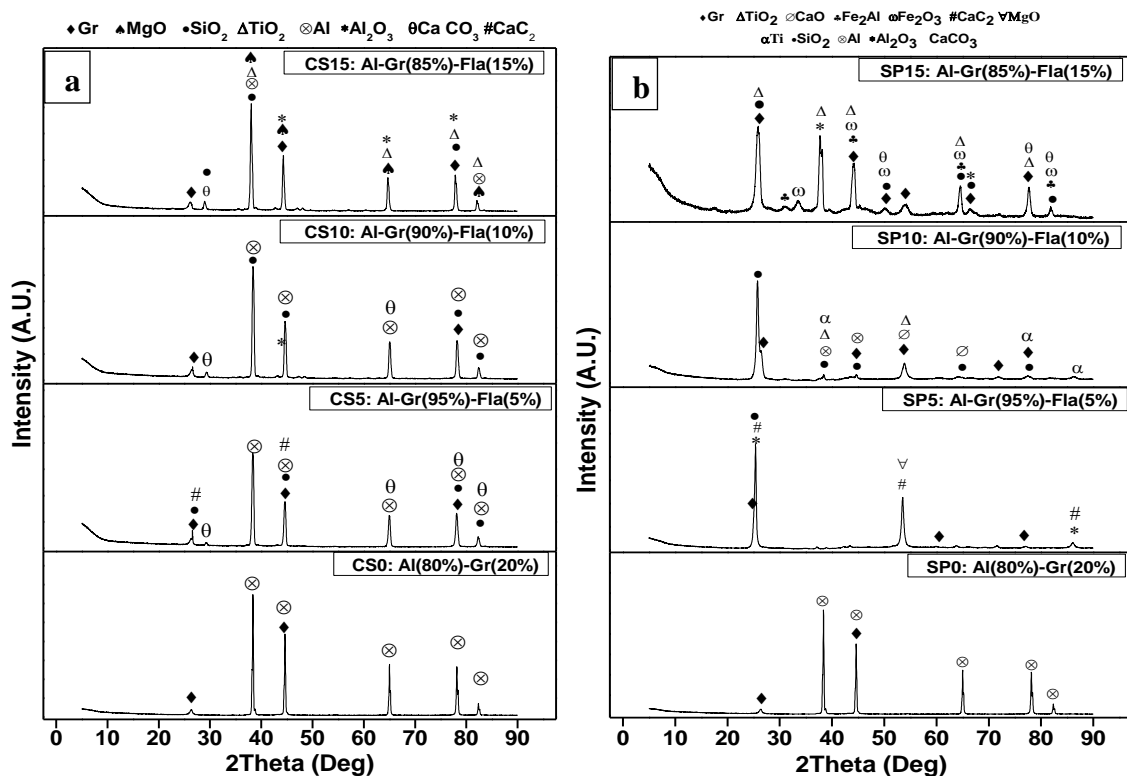 ♦Gr ♠MgO ●SiO2 ΔTiO2 ⊗Al *Al2O3 θCa CO3 #CaC2
a
CS15: Al-Gr(85%)-Fla(15%)
CS10: Al-Gr(90%)-Fla(10%)
CS5: Al-Gr(95%)-Fla(5%)
CS0: Al(80%)-Gr(20%)
Intensity (A.U.)
0 10 20 30 40 50 60 70 80 90
2Theta (Deg)
♦Gr ΔTiO2 ∅CaO ♣Fe2Al ωFe2O3 #CaC2 ∀MgO
αTi •SiO2 ⊗Al *Al2O3 CaCO3
b
SP15: Al-Gr(85%)-Fla(15%)
SP10: Al-Gr(90%)-Fla(10%)
SP5: Al-Gr(95%)-Fla(5%)
SP0: Al(80%)-Gr(20%)
Intensity (A.U.)
0 10 20 30 40 50 60 70 80 90
2Theta (Deg)